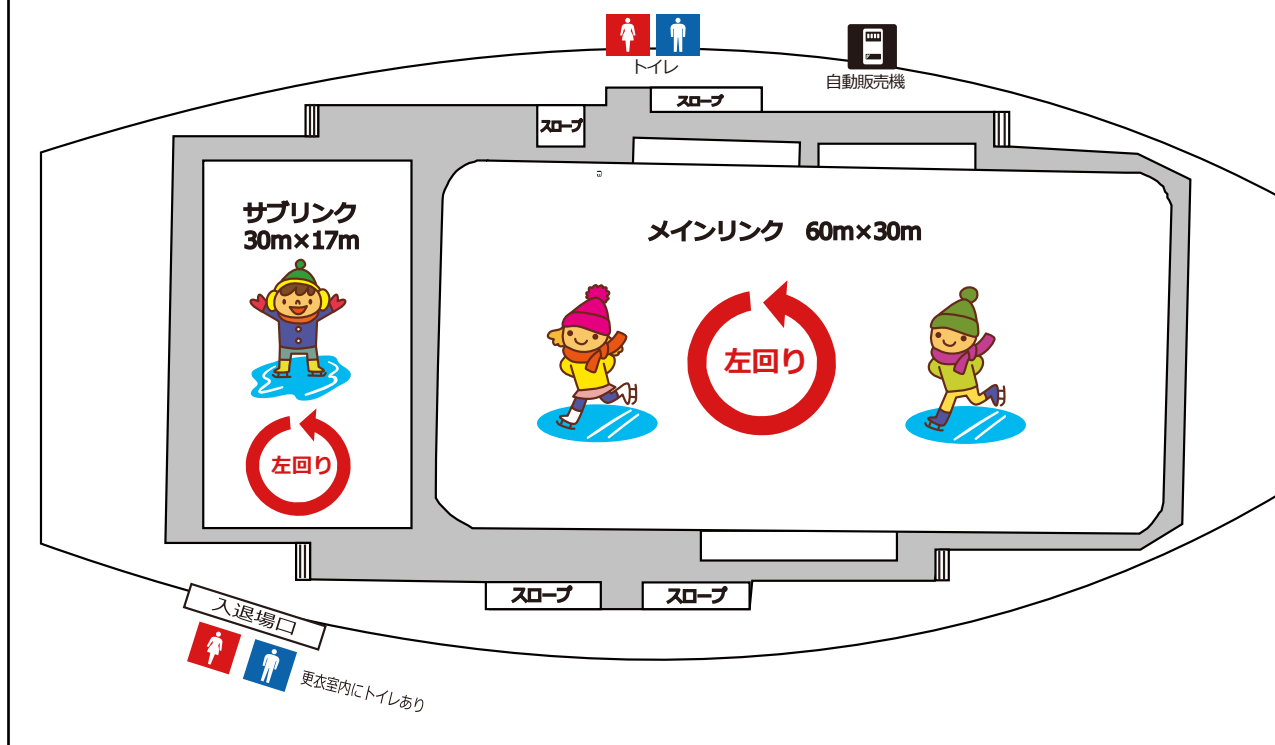 トイレ
自動販売機
スロープ
スロープ
サブリンク
30m×17m
メインリンク 60m×30m
左回り
左回り
スロープ
スロープ
入退場口
更衣室内にトイレあり